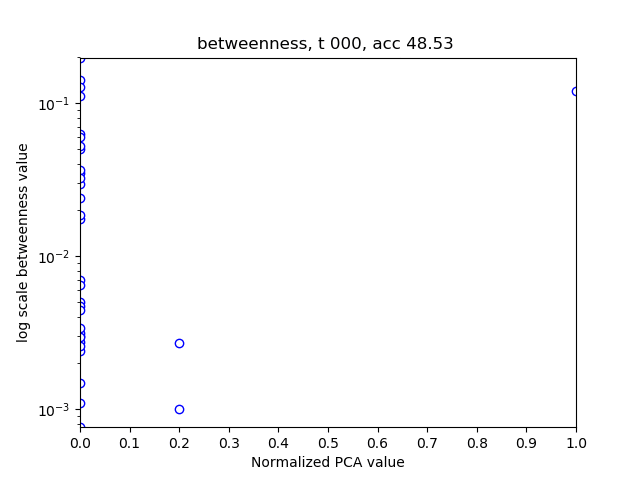 betweenness, t 000, acc 48.53
log scale betweenness value
10⁻¹
10⁻²
10⁻³
0.0 0.1 0.2 0.3 0.4 0.5 0.6 0.7 0.8 0.9 1.0
Normalized PCA value